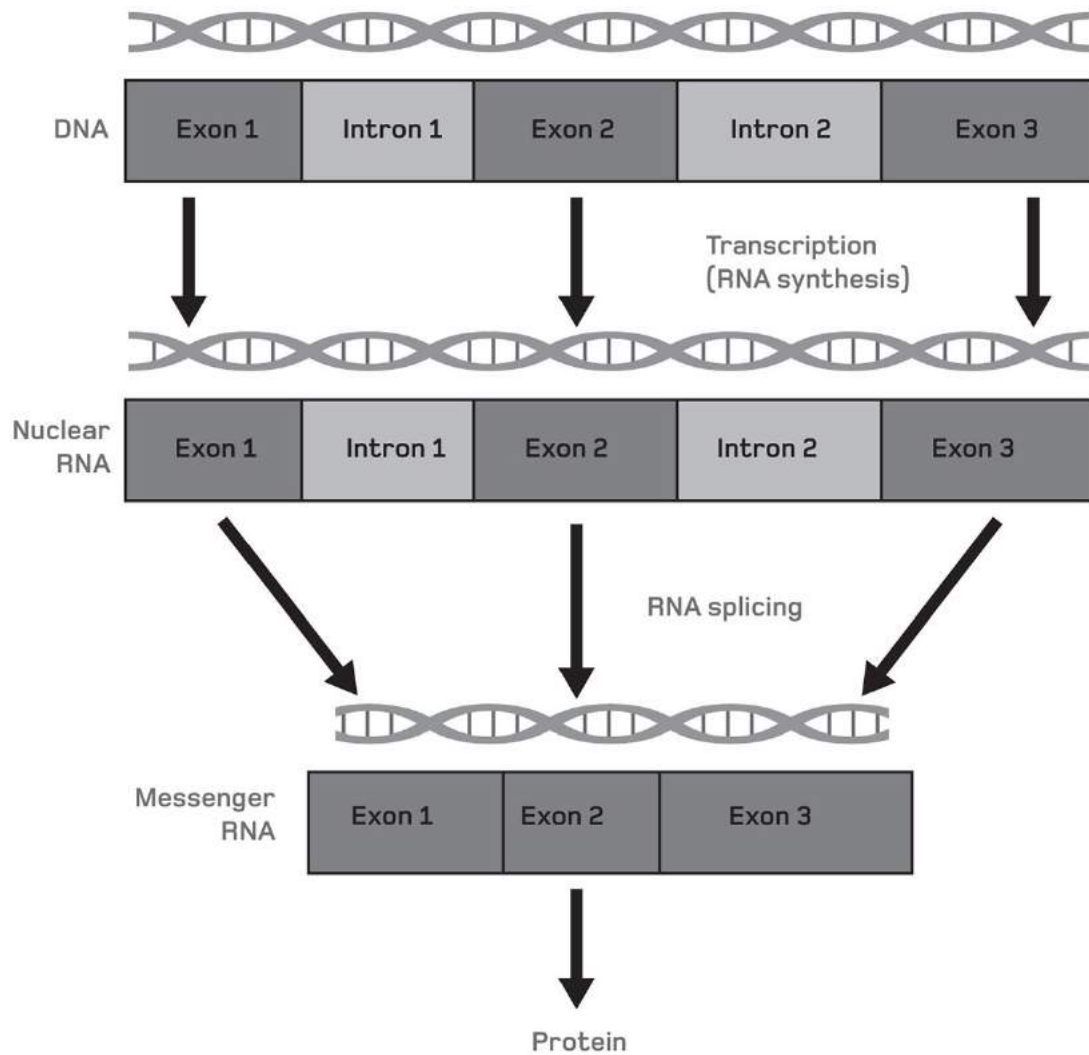 DNA
Exon 1
Intron 1
Exon 2
Intron 2
Exon 3
Transcription
(RNA synthesis)
Nuclear
RNA
Exon 1
Intron 1
Exon 2
Intron 2
Exon 3
RNA splicing
Messenger
RNA
Exon 1
Exon 2
Exon 3
Protein